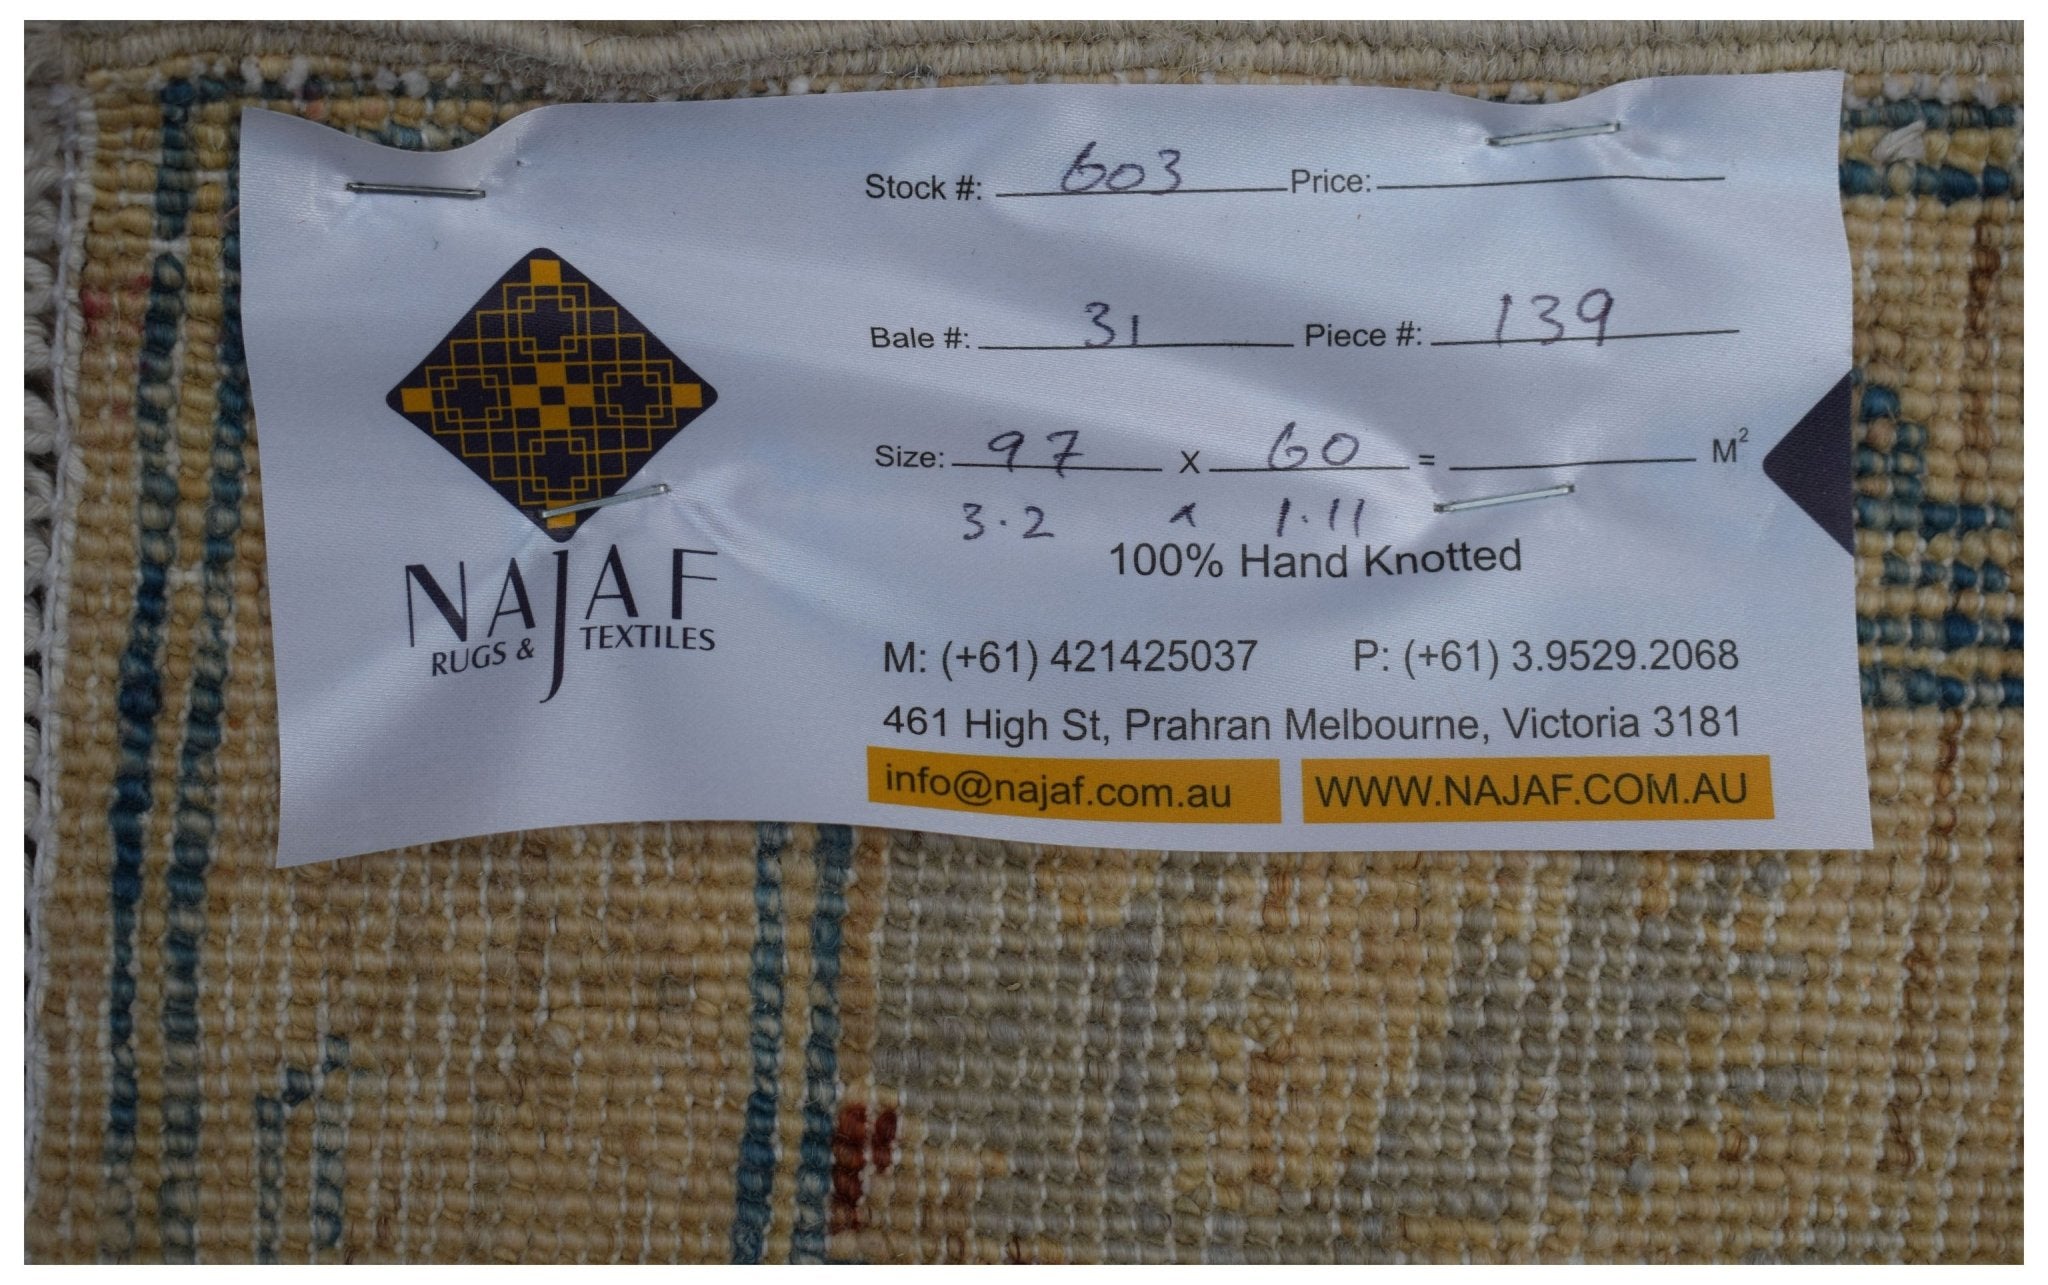 Stock #: 603 Price:
Bale #: 31 Piece #: 139
Size: 97 x 60 = M²
3.2 x 1.11
100% Hand Knotted
NAJAF
RUGS & TEXTILES
M: (+61) 421425037 P: (+61) 3.9529.2068
461 High St, Prahran Melbourne, Victoria 3181
info@najaf.com.au WWW.NAJAF.COM.AU